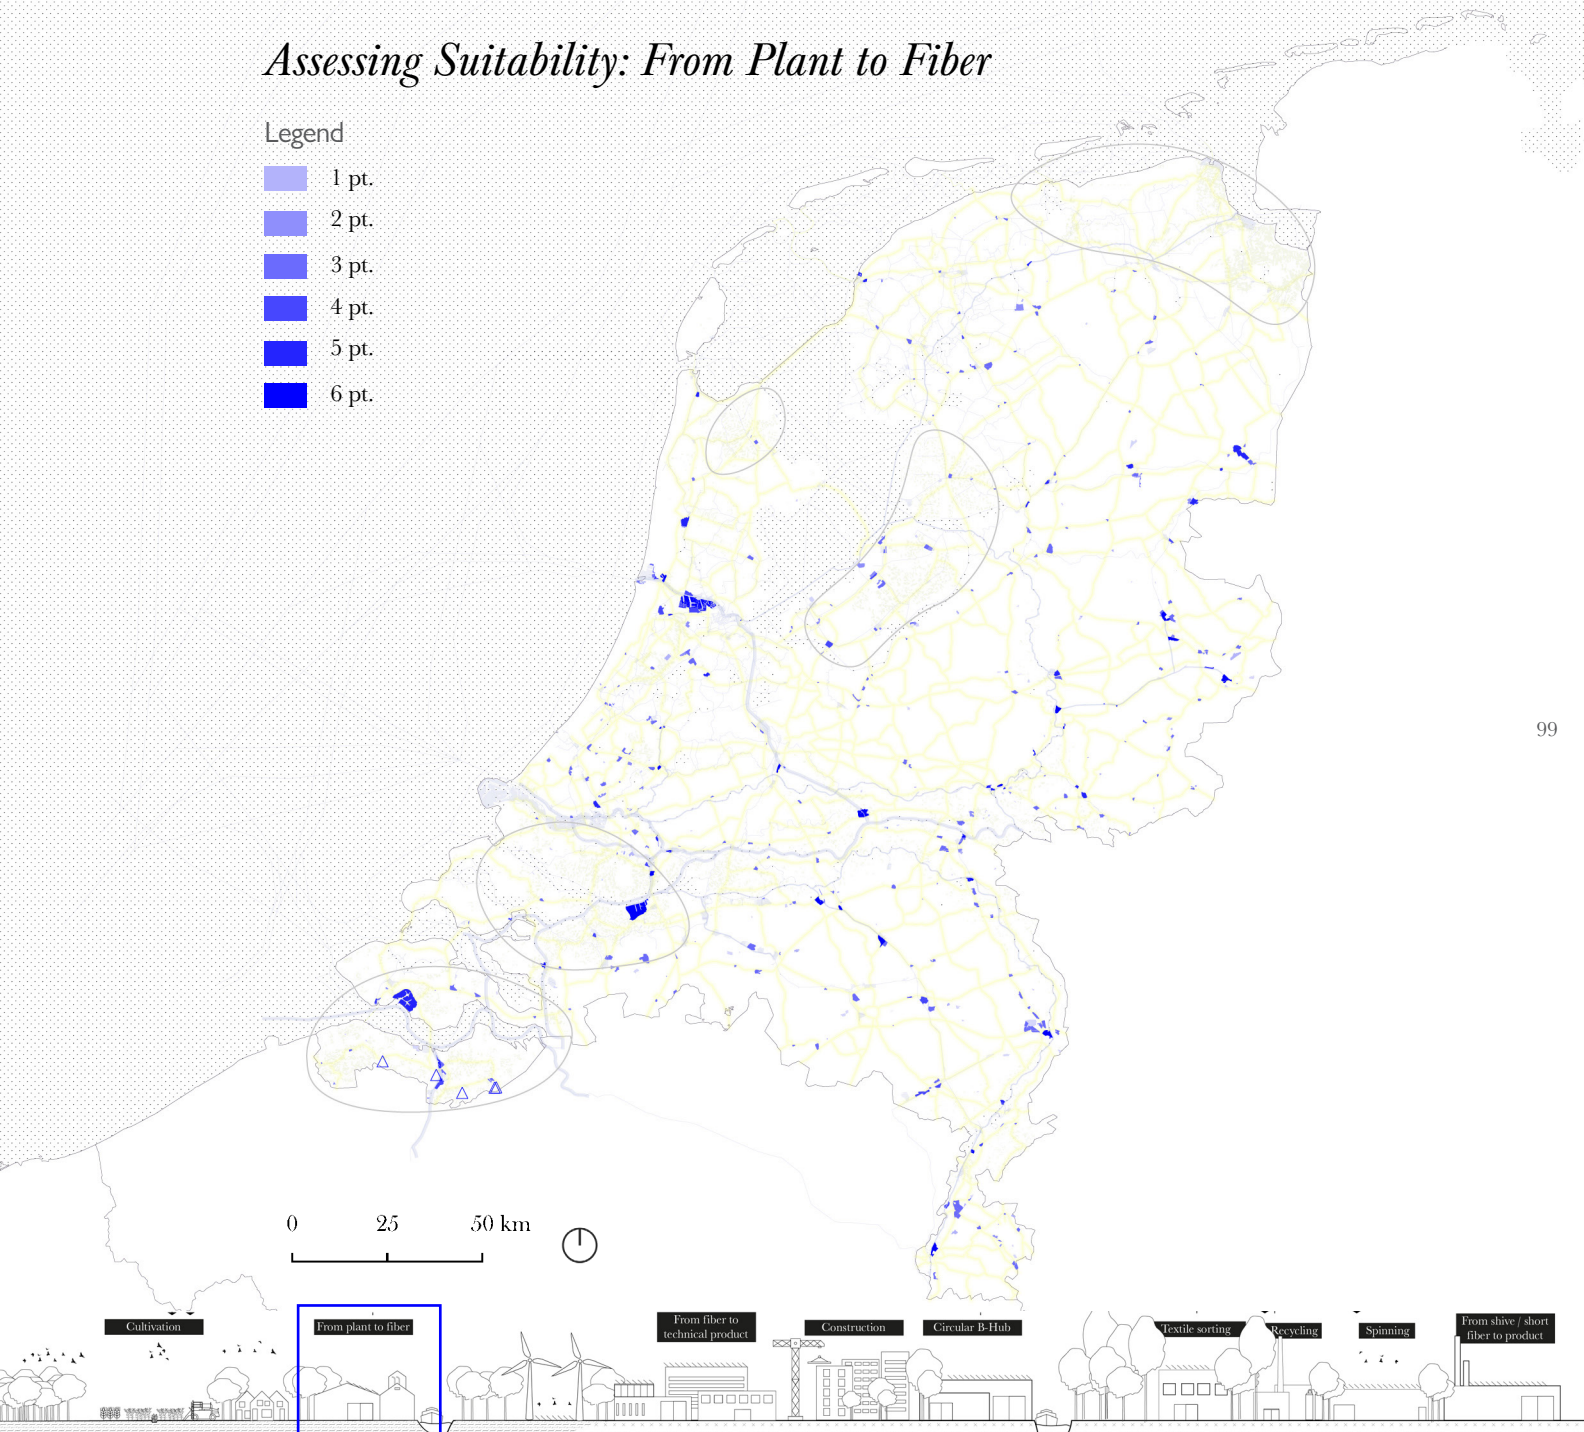 Assessing Suitability: From Plant to Fiber
Legend
1 pt.
2 pt.
3 pt.
4 pt.
5 pt.
6 pt.
99
0 25 50 km
Cultivation
From plant to fiber
From fiber to
technical product
Construction
Circular B-Hub
Textile sorting
Recycling
Spinning
From shive / short
fiber to product